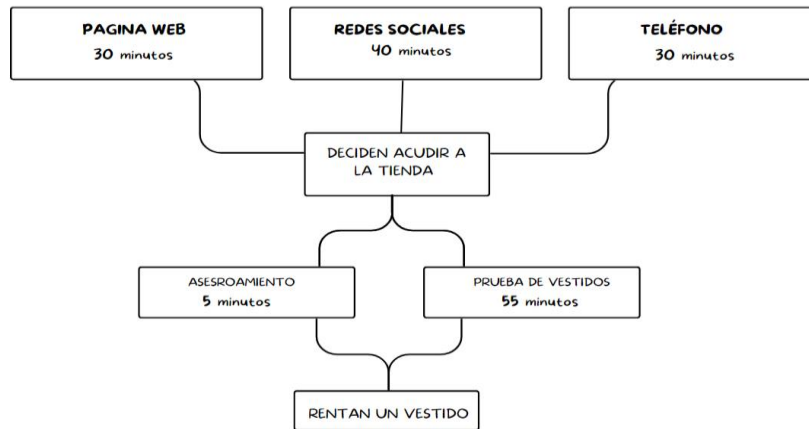 PAGINA WEB
30 minutos
REDES SOCIALES
40 minutos
TELÉFONO
30 minutos
DECIDEN ACUDIR A
LA TIENDA
ASESROAMIENTO
5 minutos
PRUEBA DE VESTIDOS
55 minutos
RENTAN UN VESTIDO